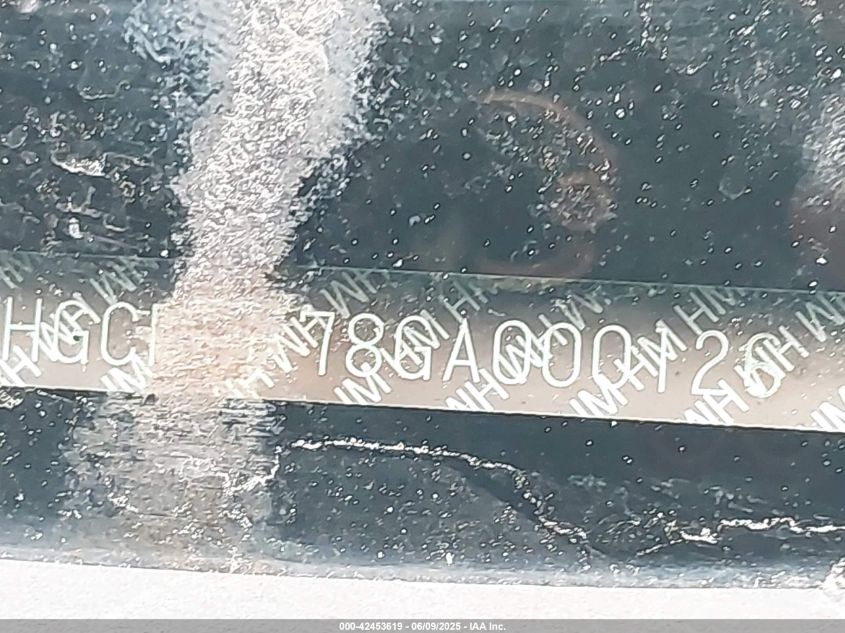 HGC 78GA000126
000-42453619 - 06/09/2025 - IAA Inc.